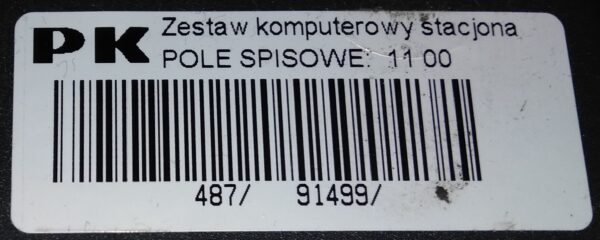 PK Zestaw komputerowy stacjona
POLE SPISOWE: 11 00
487/ 91499/